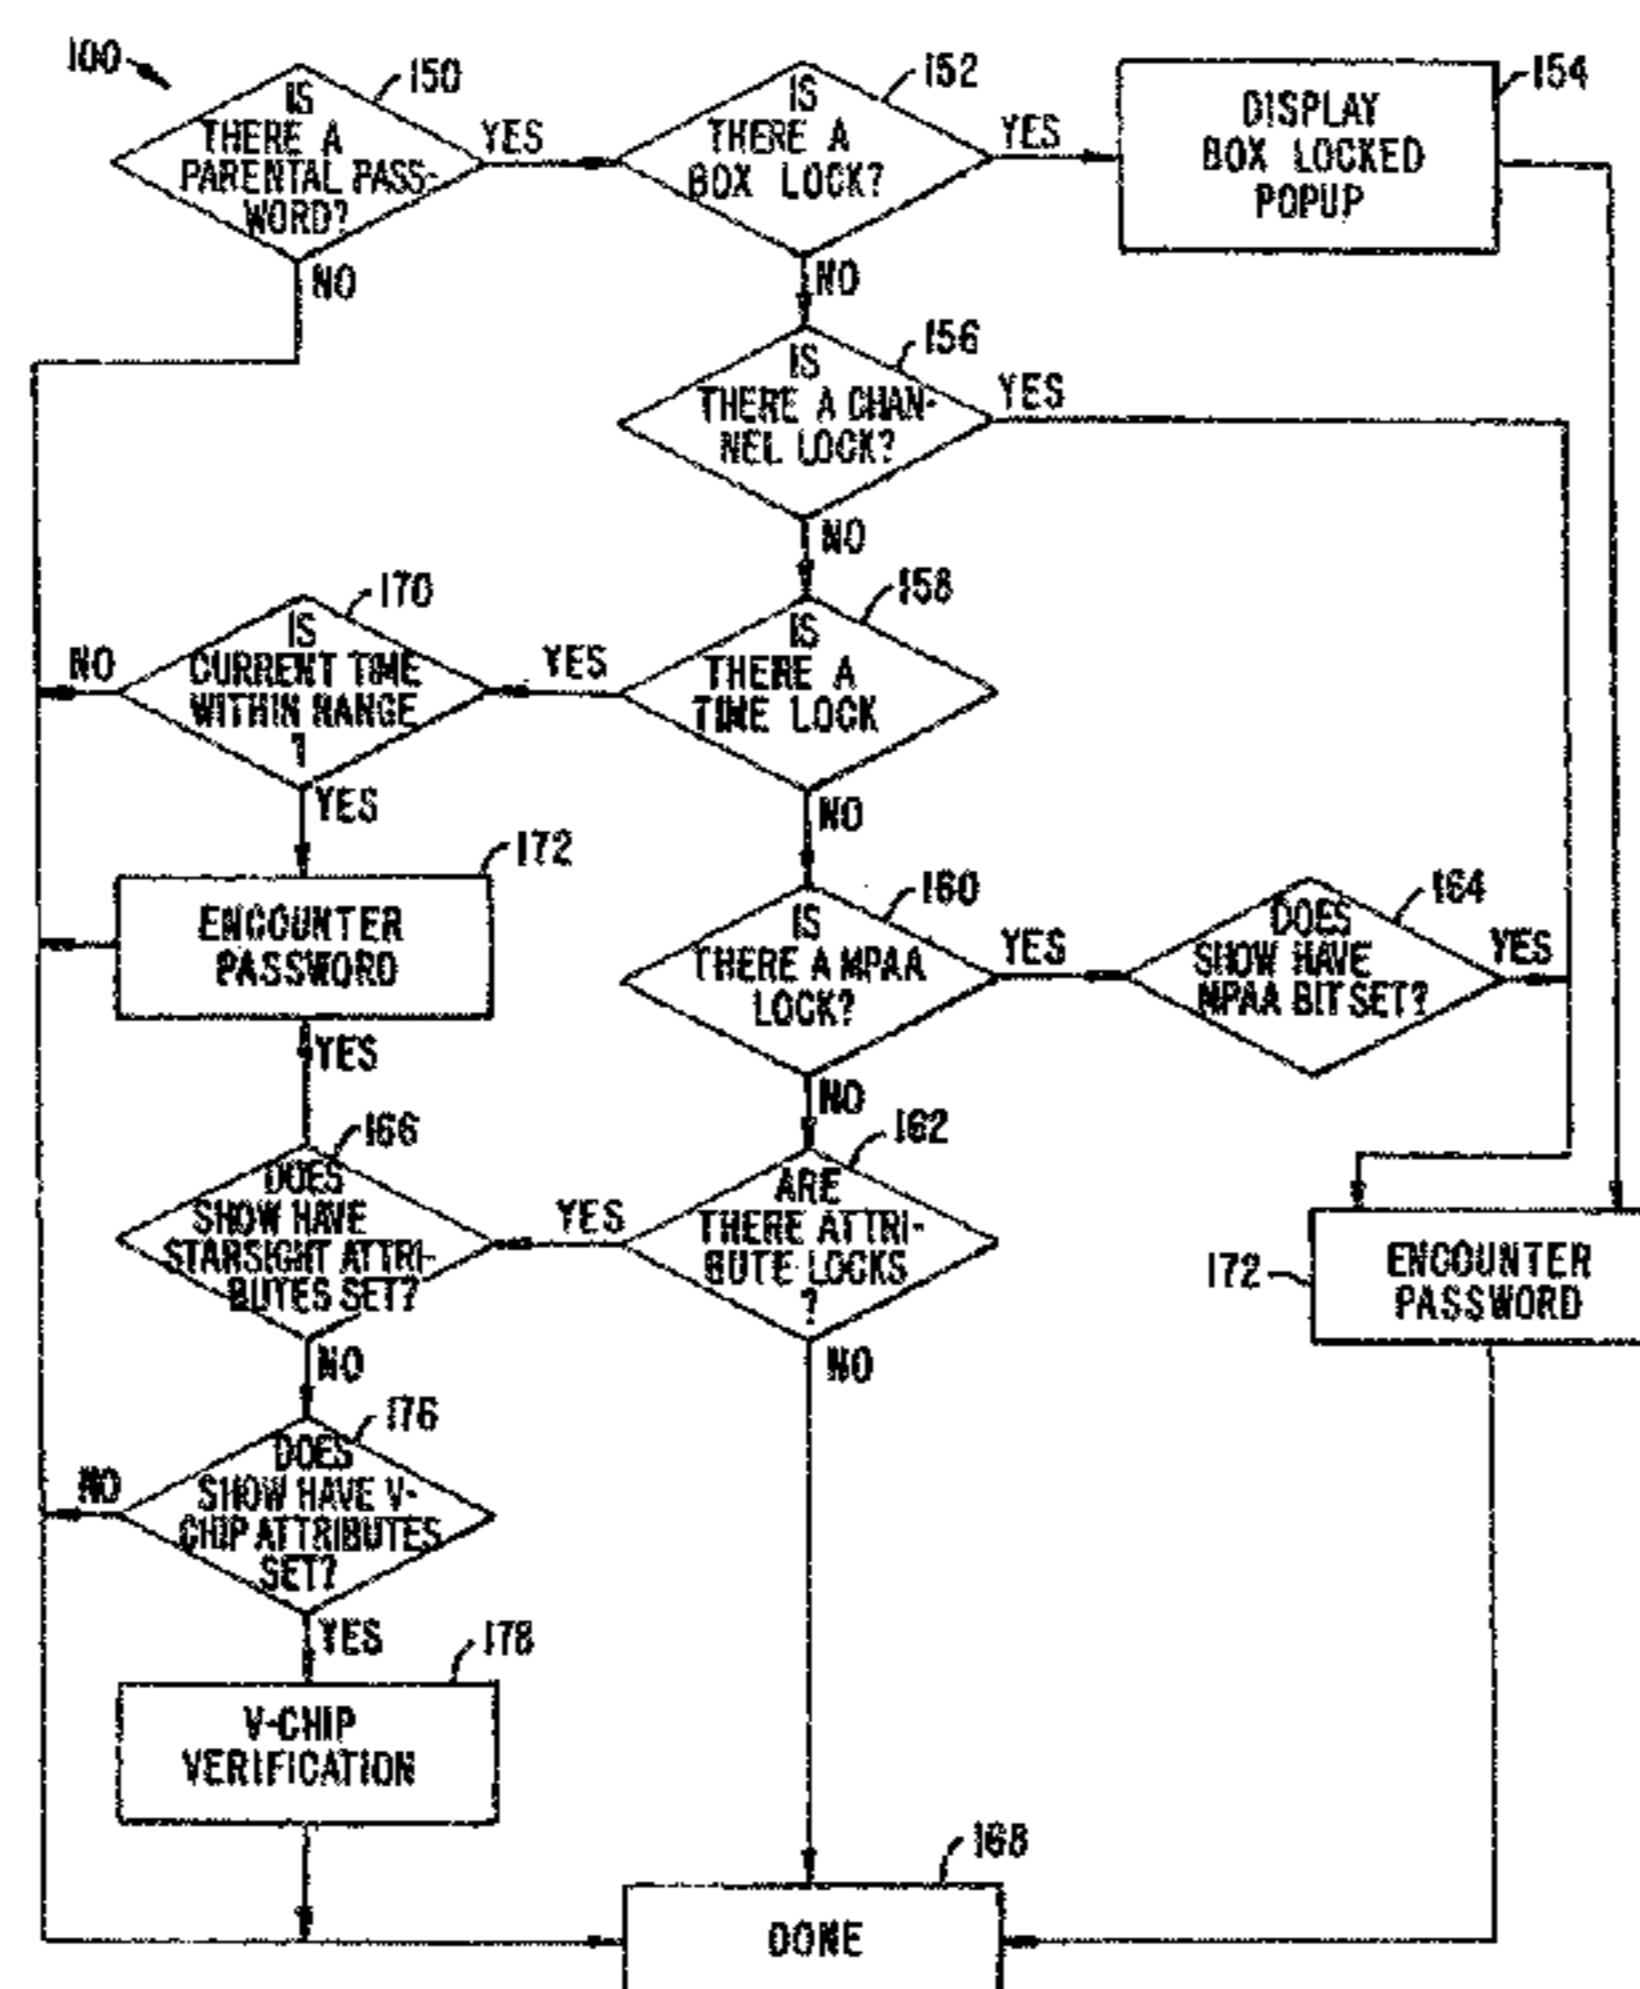 100
150
IS
THERE A
PARENTAL PASS-
WORD?
YES
NO
152
IS
THERE A
BOX LOCK?
YES
NO
154
DISPLAY
BOX LOCKED
POPUP
156
IS
THERE A CHAN-
NEL LOCK?
YES
NO
158
IS
THERE A
TIME LOCK
YES
NO
170
IS
CURRENT TIME
WITHIN RANGE
?
NO
YES
172
ENCOUNTER
PASSWORD
YES
160
IS
THERE A MPAA
LOCK?
YES
NO
164
DOES
SHOW HAVE
MPAA BIT SET?
YES
162
ARE
THERE ATTRI-
BUTE LOCKS
?
YES
NO
166
DOES
SHOW HAVE
STARSIGHT ATTRI-
BUTES SET?
NO
172
ENCOUNTER
PASSWORD
176
DOES
SHOW HAVE V-
CHIP ATTRIBUTES
SET?
NO
YES
178
V-CHIP
VERIFICATION
168
DONE